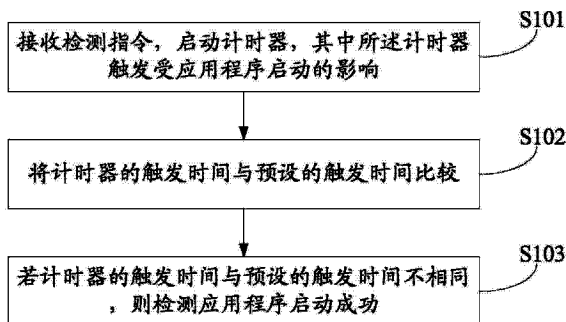 S101
接收检测指令，启动计时器，其中所述计时器
触发受应用程序启动的影响
S102
将计时器的触发时间与预设的触发时间比较
S103
若计时器的触发时间与预设的触发时间不相同
，则检测应用程序启动成功